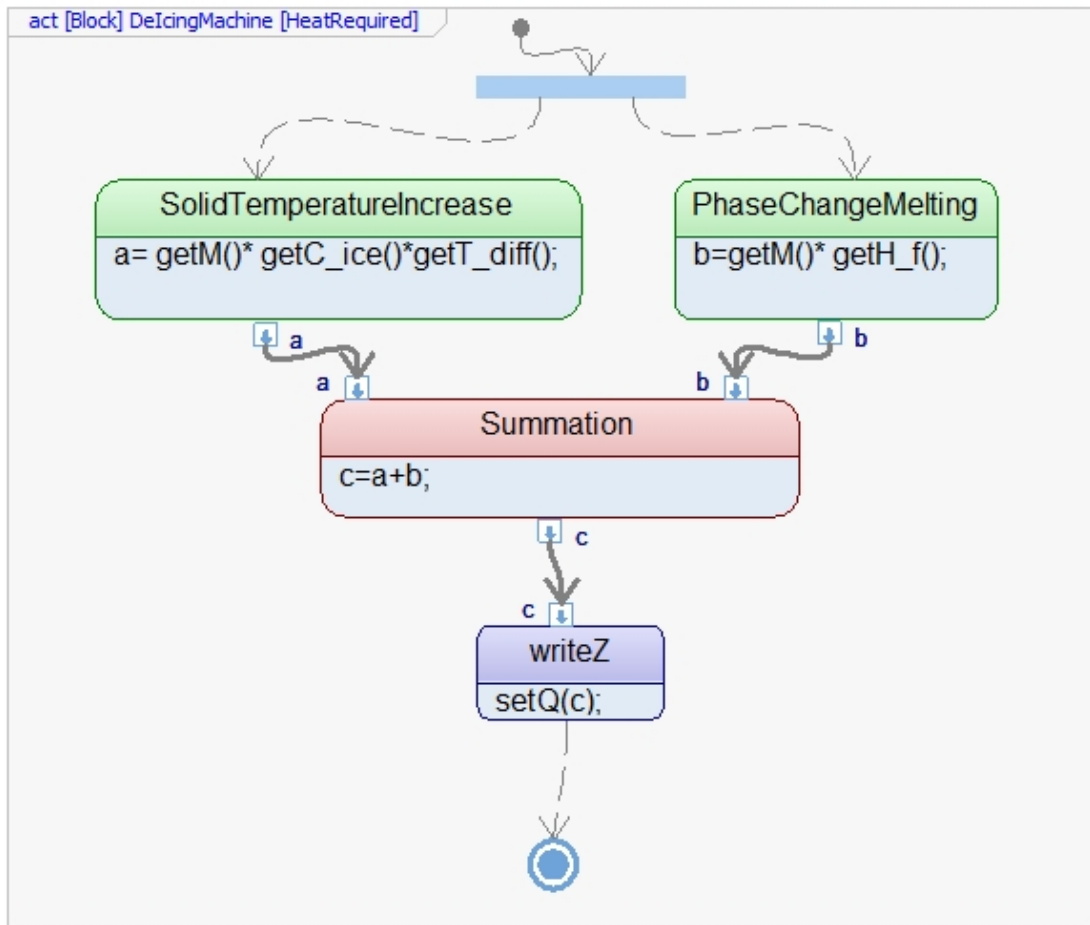 act [Block] DeIcingMachine [HeatRequired]
SolidTemperatureIncrease
a= getM()* getC_ice()*getT_diff();
PhaseChangeMelting
b=getM()* getH_f();
a
b
a
b
Summation
c=a+b;
c
c
writeZ
setQ(c);